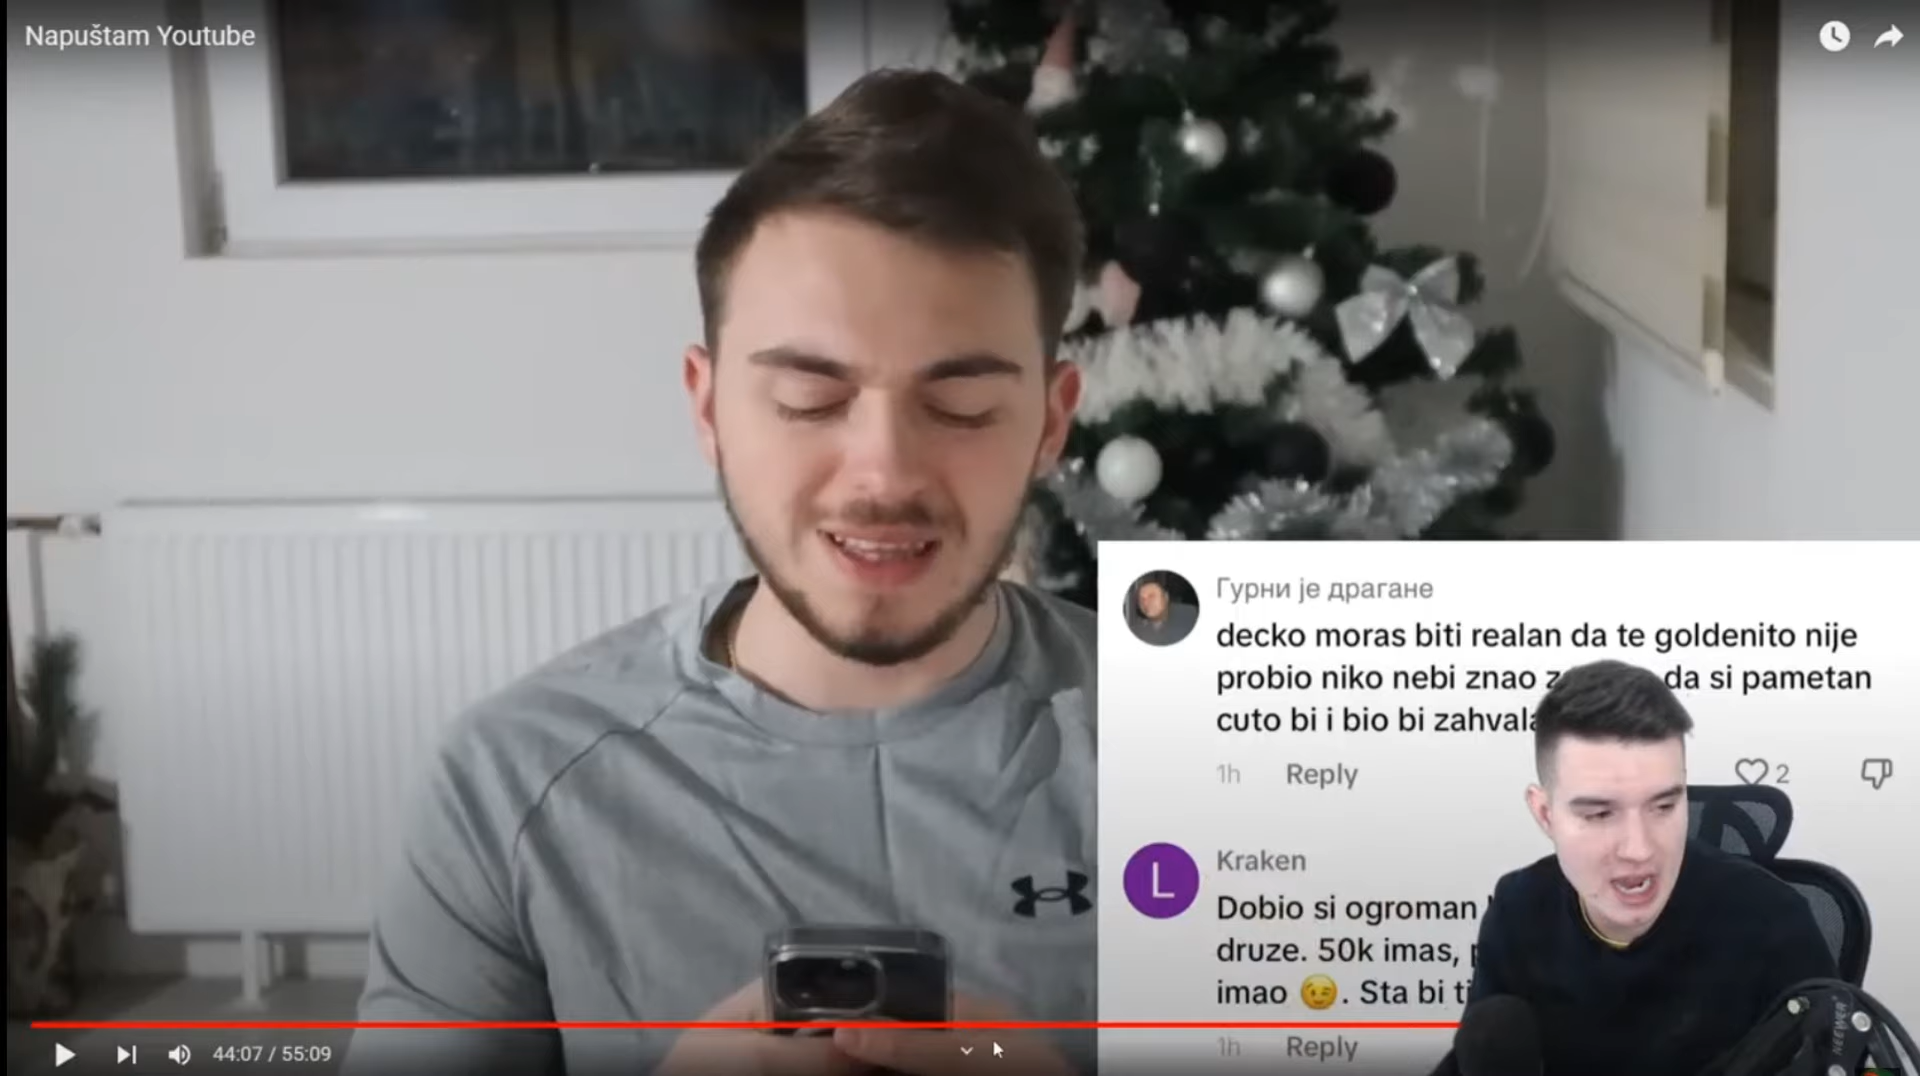 Napuštam Youtube
Гурни је драгане
decko moras biti realan da te goldenito nije
probio niko nebi znao da si pametan
cuto bi i bio bi
1h Reply
2
Kraken
Dobio si ogroman
druze. 50k imas,
imao 😉. Sta bi
1h Reply
44:07 / 55:09
NEEWER